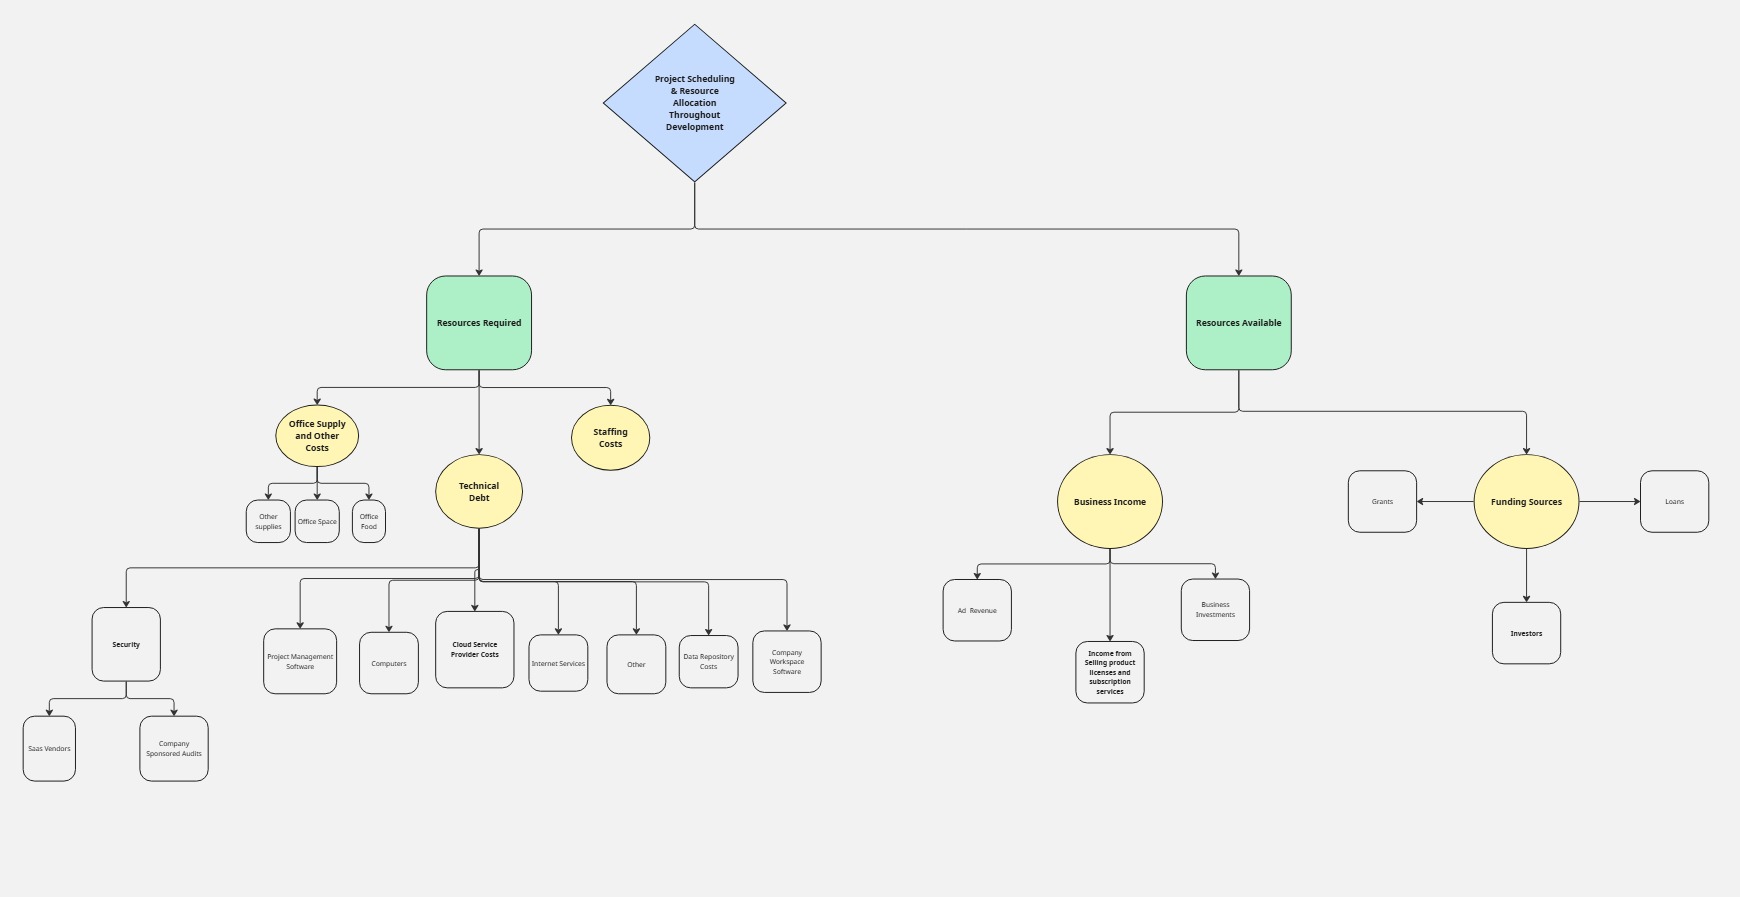 Project Scheduling
& Resource
Allocation
Throughout
Development
Resources Required
Resources Available
Office Supply
and Other
Costs
Staffing
Costs
Technical
Debt
Business Income
Funding Sources
Grants
Loans
Other
supplies
Office Space
Office
Food
Ad  Revenue
Business
Investments
Investors
Security
Project Management
Software
Computers
Cloud Service
Provider Costs
Internet Services
Other
Data Repository
Costs
Company
Workspace
Software
Income from
Selling product
licenses and
subscription
services
Saas Vendors
Company
Sponsored Audits